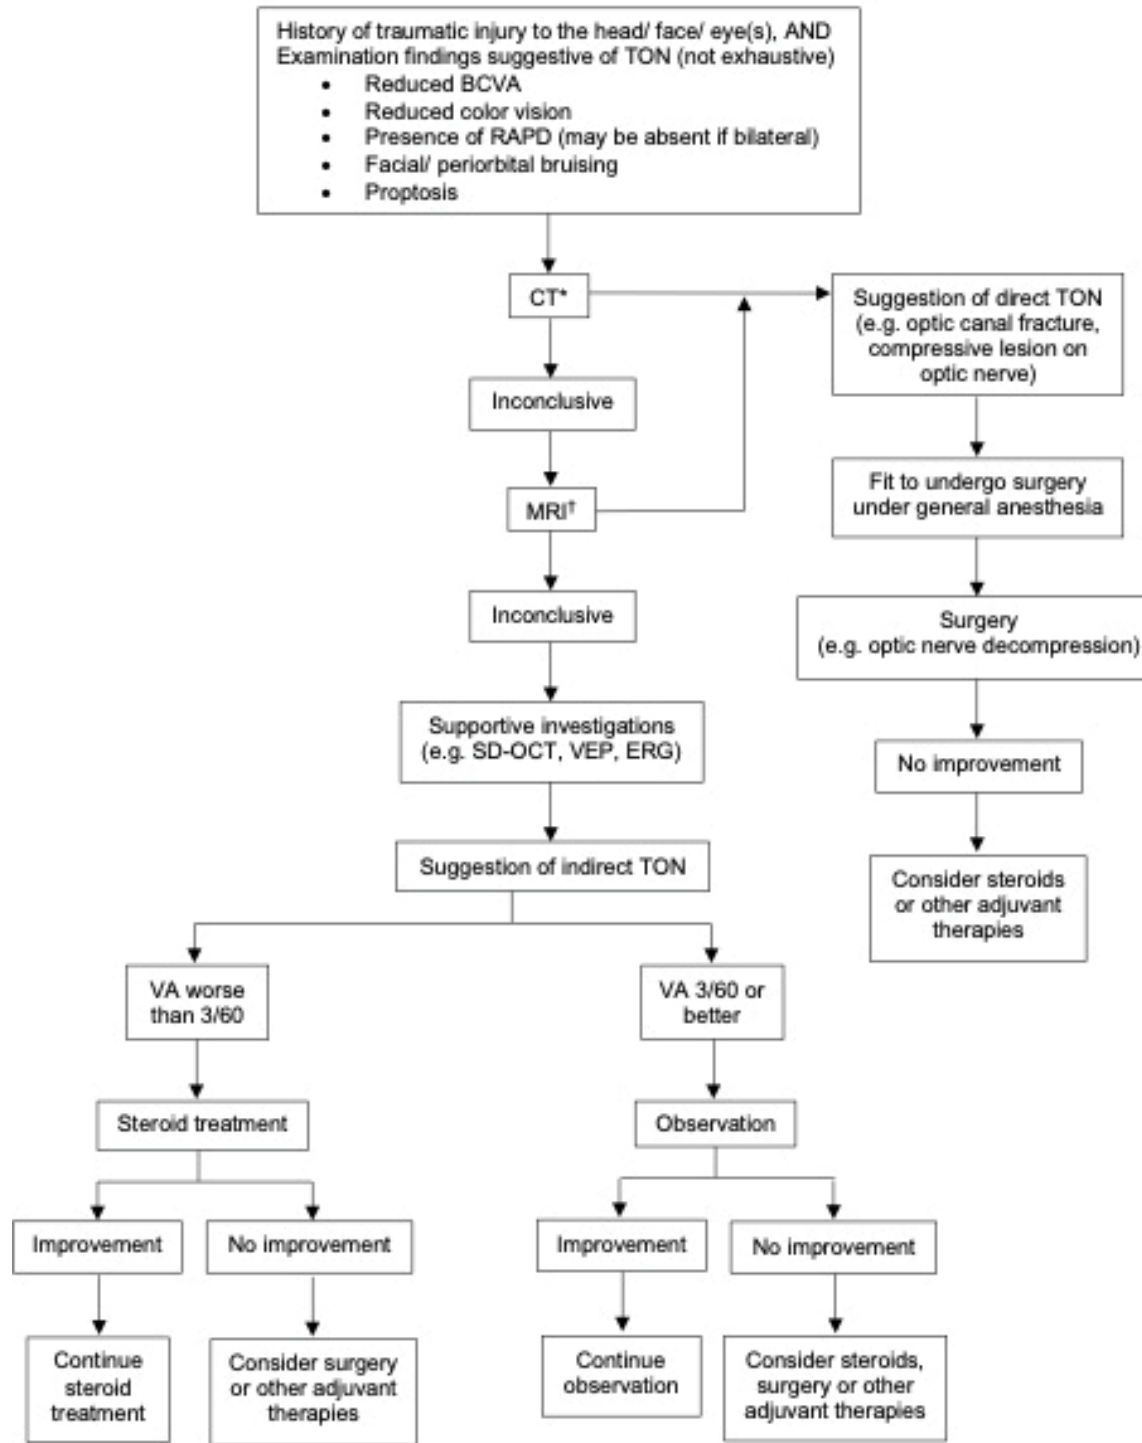 History of traumatic injury to the head/ face/ eye(s), AND
Examination findings suggestive of TON (not exhaustive)
• Reduced BCVA
• Reduced color vision
• Presence of RAPD (may be absent if bilateral)
• Facial/ periorbital bruising
• Proptosis
CT*
Suggestion of direct TON
(e.g. optic canal fracture,
compressive lesion on
optic nerve)
Inconclusive
Fit to undergo surgery
under general anesthesia
MRI†
Inconclusive
Surgery
(e.g. optic nerve decompression)
Supportive investigations
(e.g. SD-OCT, VEP, ERG)
No improvement
Suggestion of indirect TON
Consider steroids
or other adjuvant
therapies
VA worse
than 3/60
VA 3/60 or
better
Steroid treatment
Observation
Improvement
No improvement
Improvement
No improvement
Continue
steroid
treatment
Consider surgery
or other adjuvant
therapies
Continue
observation
Consider steroids,
surgery or other
adjuvant therapies